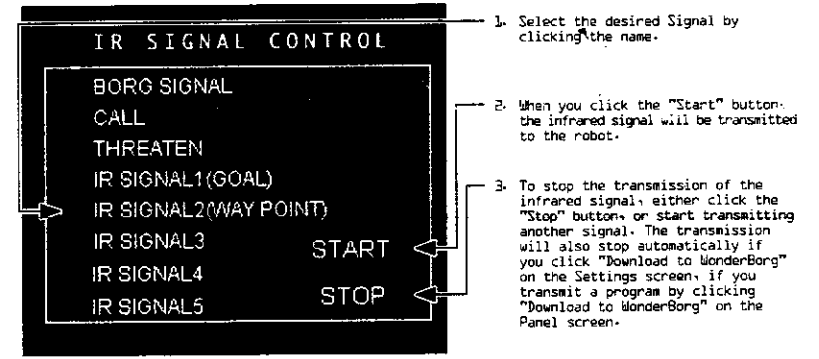 IR SIGNAL CONTROL
BORG SIGNAL
CALL
THREATEN
IR SIGNAL1(GOAL)
IR SIGNAL2(WAY POINT)
IR SIGNAL3
IR SIGNAL4
IR SIGNAL5
START
STOP
1. Select the desired Signal by
clicking the name.
2. When you click the "Start" button,
the infrared signal will be transmitted
to the robot.
3. To stop the transmission of the
infrared signal, either click the
"Stop" button, or start transmitting
another signal. The transmission
will also stop automatically if
you click "Download to WonderBorg"
on the Settings screen, if you
transmit a program by clicking
"Download to WonderBorg" on the
Panel screen.